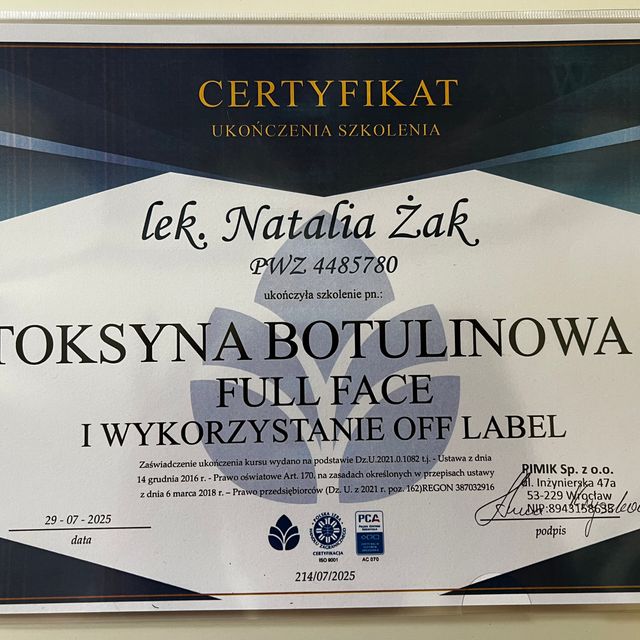 CERTYFIKAT
UKOŃCZENIA SZKOLENIA
lek. Natalia Żak
PWZ 4485780
ukończyła szkolenie pn.:
TOKSYNA BOTULINOWA
FULL FACE
I WYKORZYSTANIE OFF LABEL
Zaświadczenie ukończenia kursu wydano na podstawie Dz.U.2021.0.1082 t.j. - Ustawa z dnia
14 grudnia 2016 r. - Prawo oświatowe Art. 170. na zasadach określonych w przepisach ustawy
z dnia 6 marca 2018 r. – Prawo przedsiębiorców (Dz. U. z 2021 r. poz. 162)REGON 387032916
PIMIK Sp. z o.o.
ul. Inżynierska 47a
53-229 Wrocław
NIP:8943158638
29 - 07 - 2025
data
podpis
CERTYFIKACJA
ISO 9001
PCA
AC 070
214/07/2025